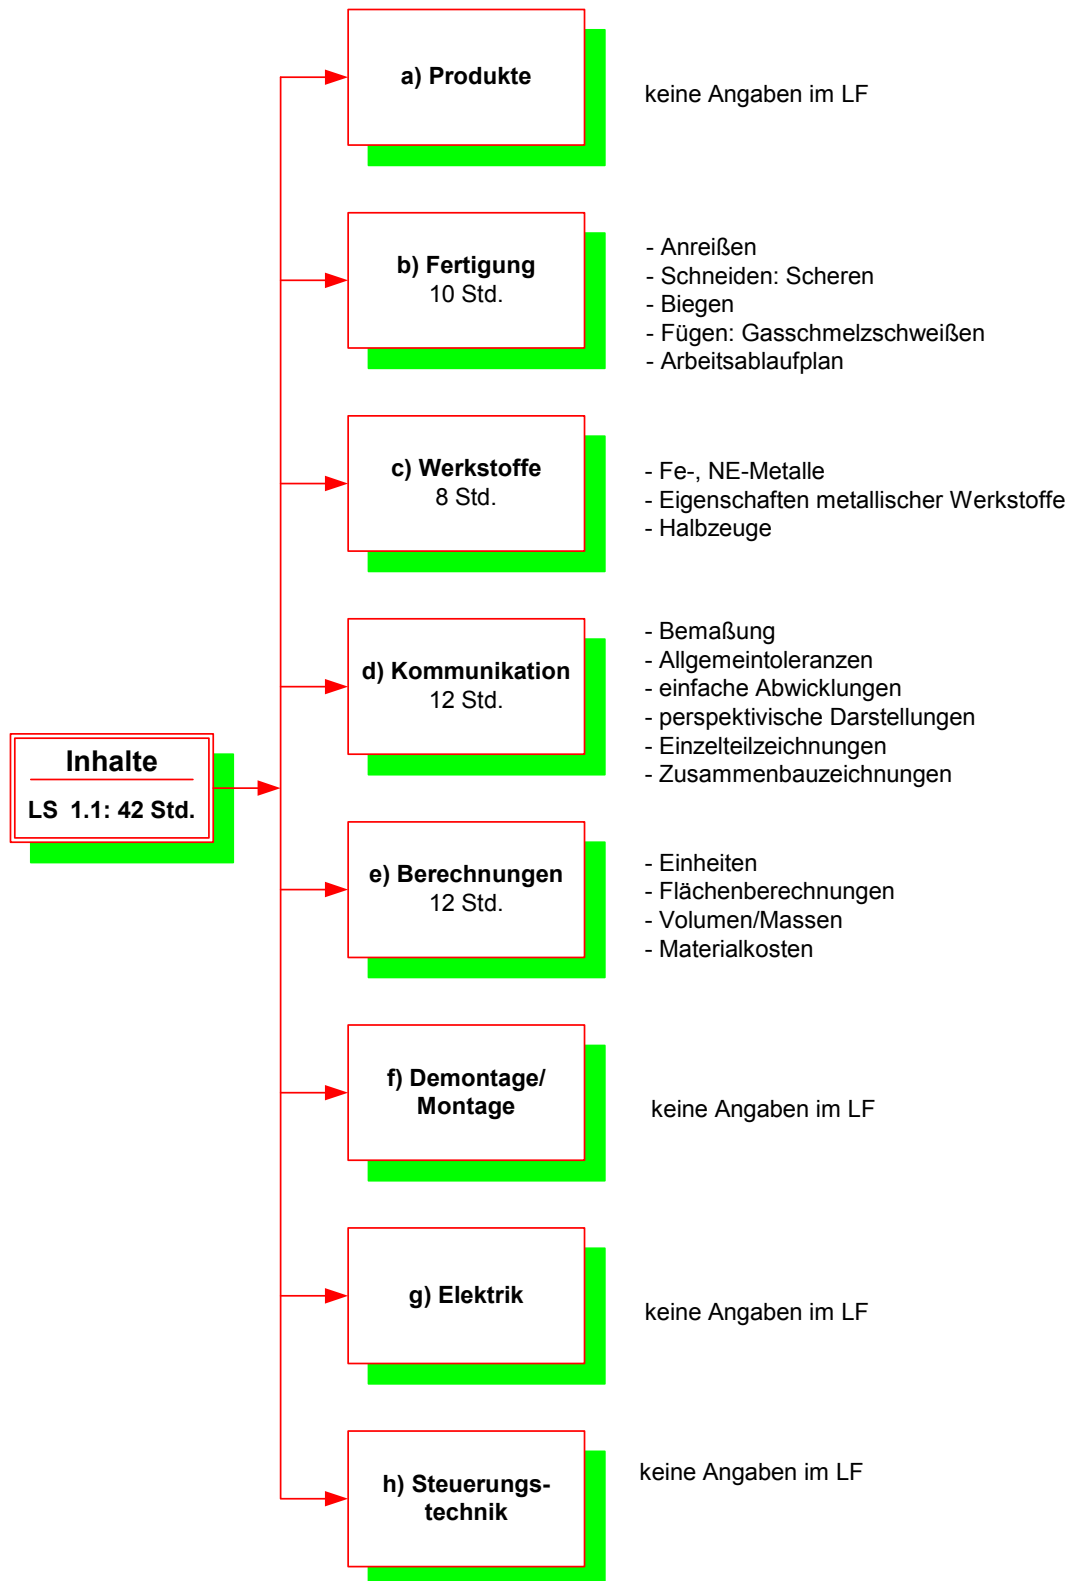 a) Produkte
keine Angaben im LF
b) Fertigung
10 Std.
- Anreißen
- Schneiden: Scheren
- Biegen
- Fügen: Gasschmelzschweißen
- Arbeitsablaufplan
c) Werkstoffe
8 Std.
- Fe-, NE-Metalle
- Eigenschaften metallischer Werkstoffe
- Halbzeuge
d) Kommunikation
12 Std.
- Bemaßung
- Allgemeintoleranzen
- einfache Abwicklungen
- perspektivische Darstellungen
- Einzelteilzeichnungen
- Zusammenbauzeichnungen
Inhalte
LS 1.1: 42 Std.
e) Berechnungen
12 Std.
- Einheiten
- Flächenberechnungen
- Volumen/Massen
- Materialkosten
f) Demontage/
Montage
keine Angaben im LF
g) Elektrik
keine Angaben im LF
h) Steuerungs-
technik
keine Angaben im LF